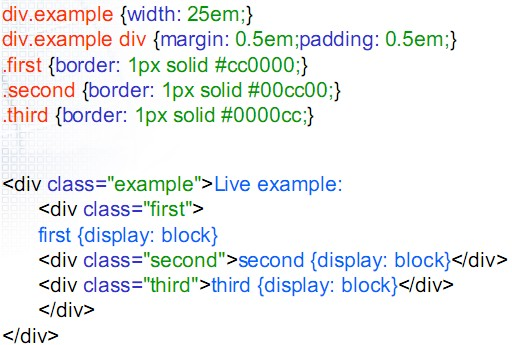 div.example {width: 25em;}
div.example div {margin: 0.5em;padding: 0.5em;}
.first {border: 1px solid #cc0000;}
.second {border: 1px solid #00cc00;}
.third {border: 1px solid #0000cc;}
<div class="example">Live example:
<div class="first">
first {display: block}
<div class="second">second {display: block}</div>
<div class="third">third {display: block}</div>
</div>
</div>